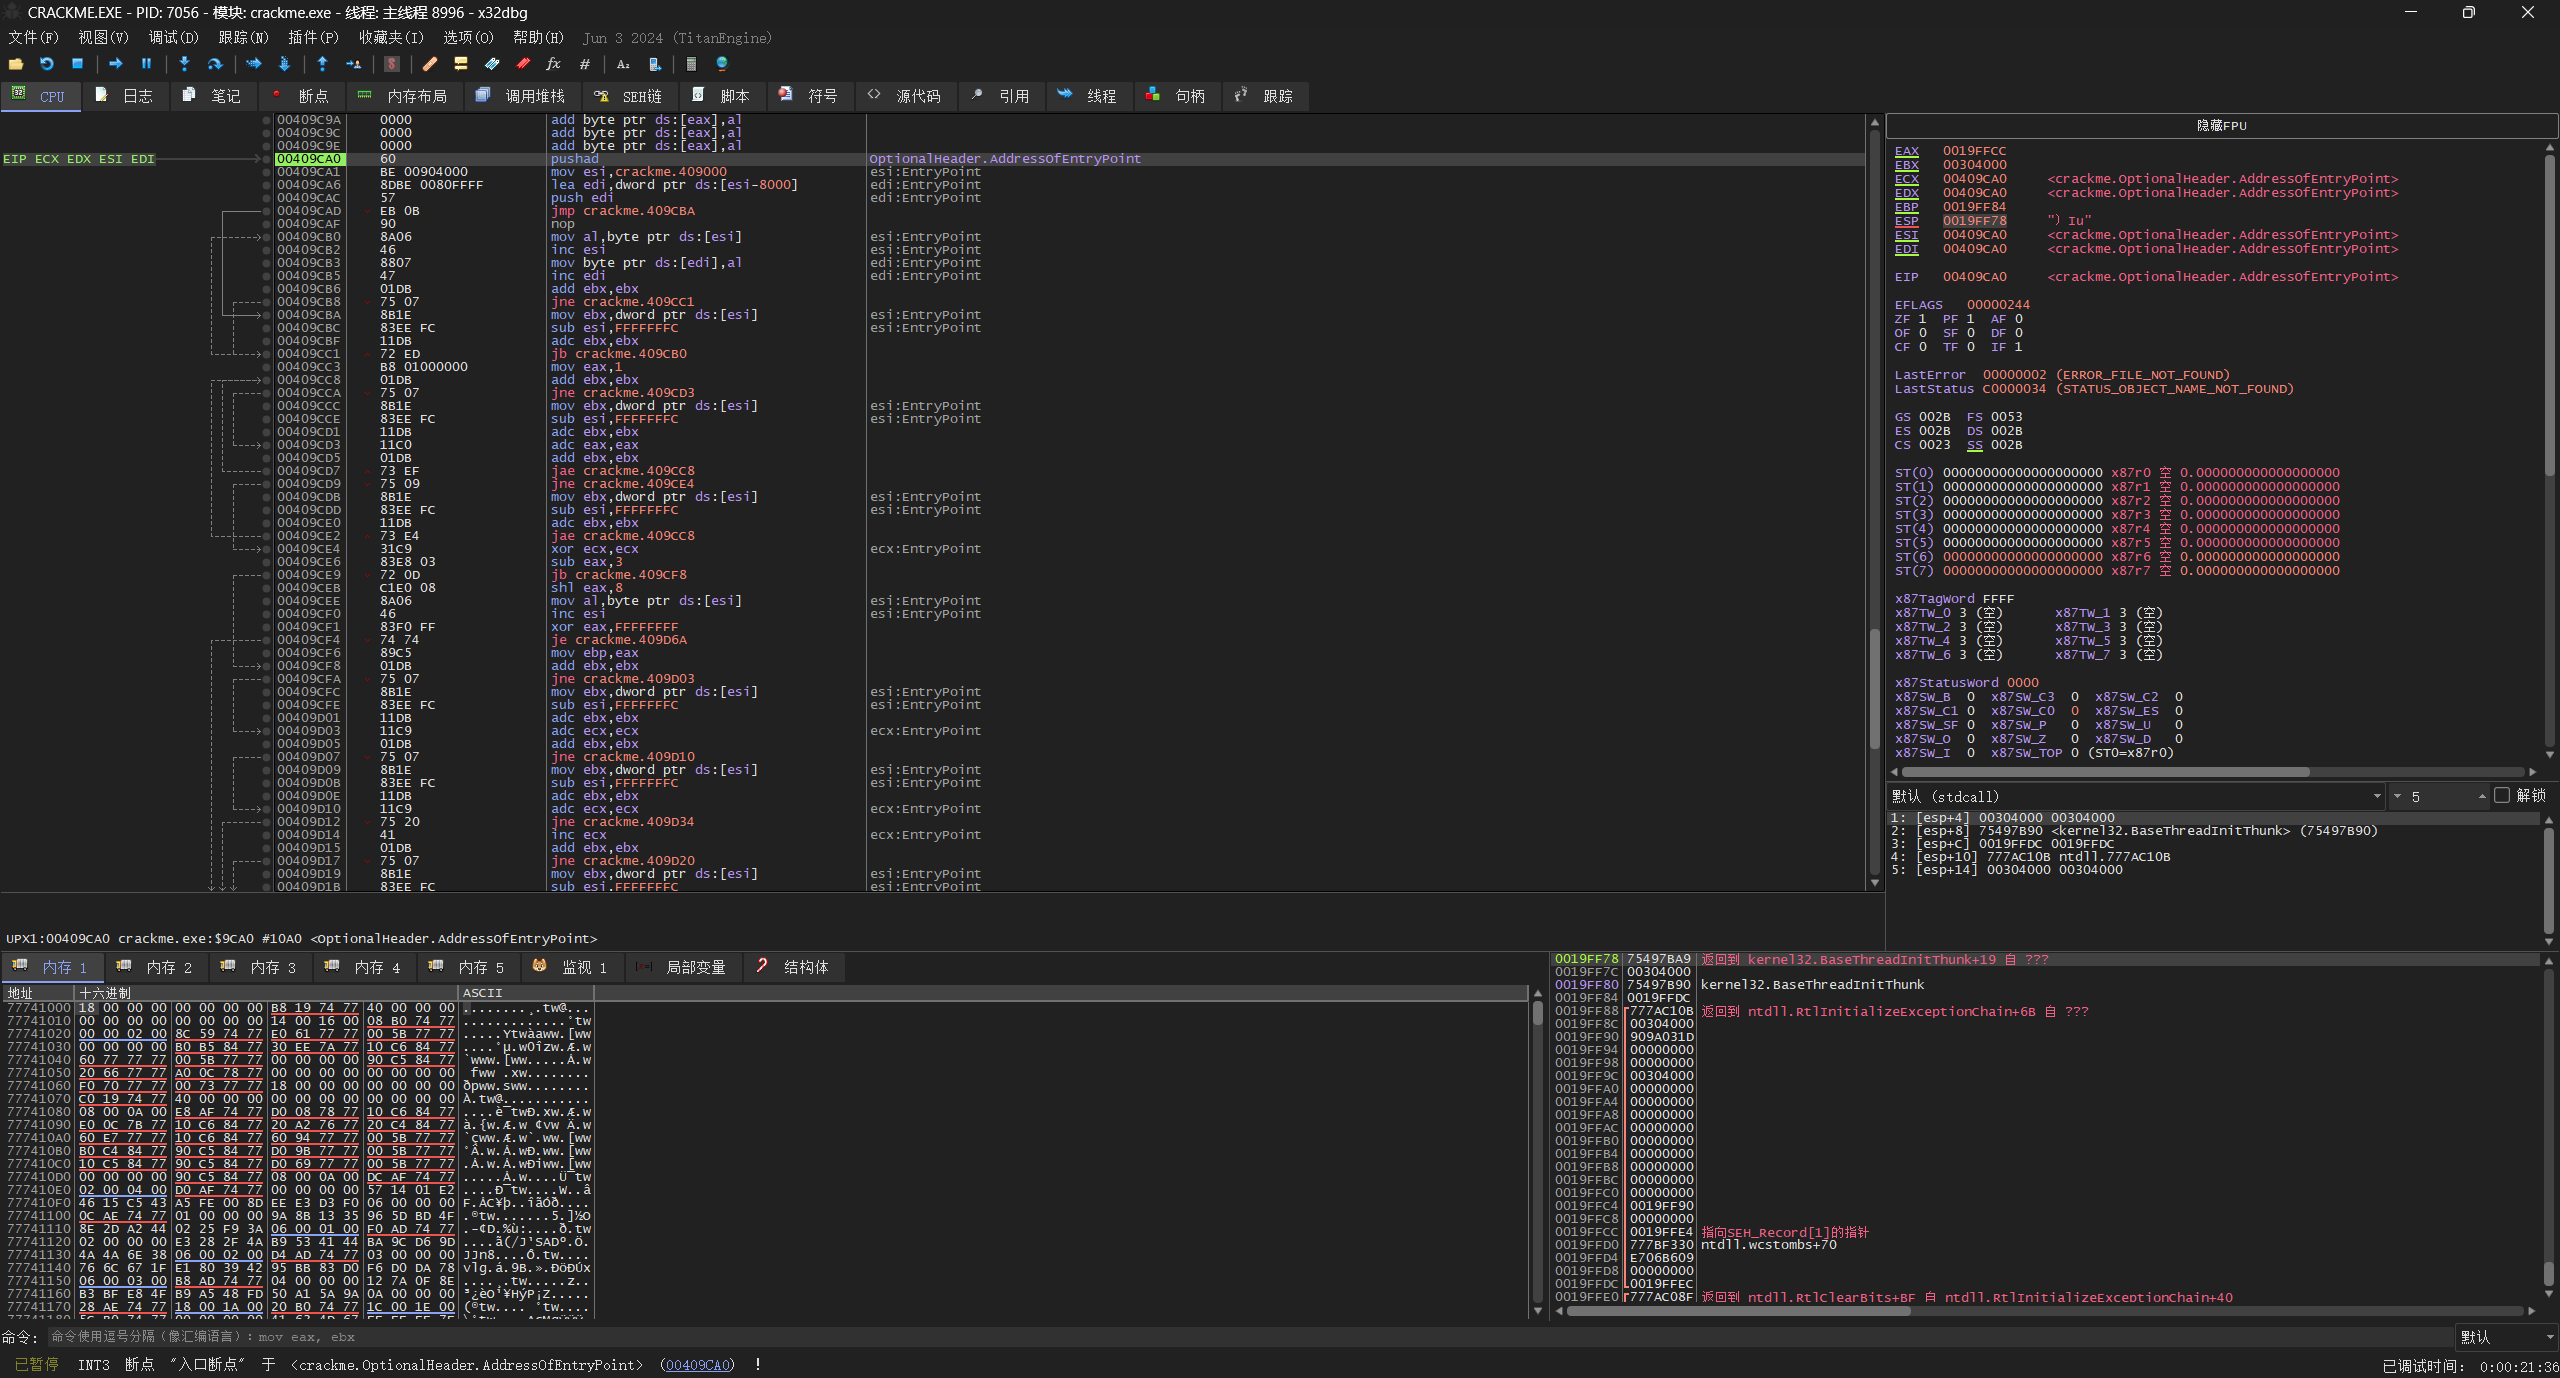 CRACKME.EXE - PID: 7056 - 模块: crackme.exe - 线程: 主线程 8996 - x32dbg
文件(F) 视图(V) 调试(D) 跟踪(N) 插件(P) 收藏夹(I) 选项(O) 帮助(H) Jun 3 2024 (TitanEngine)
CPU 日志 笔记 断点 内存布局 调用堆栈 SEH链 脚本 符号 源代码 引用 线程 句柄 跟踪
00409C9A 0000 add byte ptr ds:[eax],al
00409C9C 0000 add byte ptr ds:[eax],al
00409C9E 0000 add byte ptr ds:[eax],al
EIP ECX EDX ESI EDI 00409CA0 60 pushad OptionalHeader.AddressOfEntryPoint
00409CA1 BE 00904000 mov esi,crackme.409000 esi:EntryPoint
00409CA6 8DBE 0080FFFF lea edi,dword ptr ds:[esi-8000] edi:EntryPoint
00409CAC 57 push edi edi:EntryPoint
00409CAD EB 0B jmp crackme.409CBA
00409CAF 90 nop
00409CB0 8A06 mov al,byte ptr ds:[esi] esi:EntryPoint
00409CB2 46 inc esi esi:EntryPoint
00409CB3 8807 mov byte ptr ds:[edi],al edi:EntryPoint
00409CB5 47 inc edi edi:EntryPoint
00409CB6 01DB add ebx,ebx
00409CB8 75 07 jne crackme.409CC1
00409CBA 8B1E mov ebx,dword ptr ds:[esi] esi:EntryPoint
00409CBC 83EE FC sub esi,FFFFFFFC esi:EntryPoint
00409CBF 11DB adc ebx,ebx
00409CC1 72 ED jb crackme.409CB0
00409CC3 B8 01000000 mov eax,1
00409CC8 01DB add ebx,ebx
00409CCA 75 07 jne crackme.409CD3
00409CCC 8B1E mov ebx,dword ptr ds:[esi] esi:EntryPoint
00409CCE 83EE FC sub esi,FFFFFFFC esi:EntryPoint
00409CD1 11DB adc ebx,ebx
00409CD3 11C0 adc eax,eax
00409CD5 01DB add ebx,ebx
00409CD7 73 EF jae crackme.409CC8
00409CD9 75 09 jne crackme.409CE4
00409CDB 8B1E mov ebx,dword ptr ds:[esi] esi:EntryPoint
00409CDD 83EE FC sub esi,FFFFFFFC esi:EntryPoint
00409CE0 11DB adc ebx,ebx
00409CE2 73 E4 jae crackme.409CC8
00409CE4 31C9 xor ecx,ecx ecx:EntryPoint
00409CE6 83E8 03 sub eax,3
00409CE9 72 0D jb crackme.409CF8
00409CEB C1E0 08 shl eax,8
00409CEE 8A06 mov al,byte ptr ds:[esi] esi:EntryPoint
00409CF0 46 inc esi esi:EntryPoint
00409CF1 83F0 FF xor eax,FFFFFFFF
00409CF4 74 74 je crackme.409D6A
00409CF6 89C5 mov ebp,eax
00409CF8 01DB add ebx,ebx
00409CFA 75 07 jne crackme.409D03
00409CFC 8B1E mov ebx,dword ptr ds:[esi] esi:EntryPoint
00409CFE 83EE FC sub esi,FFFFFFFC esi:EntryPoint
00409D01 11DB adc ebx,ebx
00409D03 11C9 adc ecx,ecx ecx:EntryPoint
00409D05 01DB add ebx,ebx
00409D07 75 07 jne crackme.409D10
00409D09 8B1E mov ebx,dword ptr ds:[esi] esi:EntryPoint
00409D0B 83EE FC sub esi,FFFFFFFC esi:EntryPoint
00409D0E 11DB adc ebx,ebx
00409D10 11C9 adc ecx,ecx ecx:EntryPoint
00409D12 75 20 jne crackme.409D34
00409D14 41 inc ecx ecx:EntryPoint
00409D15 01DB add ebx,ebx
00409D17 75 07 jne crackme.409D20
00409D19 8B1E mov ebx,dword ptr ds:[esi] esi:EntryPoint
00409D1B 83EE FC sub esi,FFFFFFFC esi:EntryPoint
UPX1:00409CA0 crackme.exe:$9CA0 #10A0 <OptionalHeader.AddressOfEntryPoint>
隐藏FPU
EAX 0019FFCC
EBX 00304000
ECX 00409CA0 <crackme.OptionalHeader.AddressOfEntryPoint>
EDX 00409CA0 <crackme.OptionalHeader.AddressOfEntryPoint>
EBP 0019FF84
ESP 0019FF78
ESI 00409CA0 <crackme.OptionalHeader.AddressOfEntryPoint>
EDI 00409CA0 <crackme.OptionalHeader.AddressOfEntryPoint>
EIP 00409CA0 <crackme.OptionalHeader.AddressOfEntryPoint>
EFLAGS 00000244
ZF 1 PF 1 AF 0
OF 0 SF 0 DF 0
CF 0 TF 0 IF 1
LastError 00000002 (ERROR_FILE_NOT_FOUND)
LastStatus C0000034 (STATUS_OBJECT_NAME_NOT_FOUND)
GS 002B FS 0053
ES 002B DS 002B
CS 0023 SS 002B
ST(0) 00000000000000000000 x87r0 空 0.000000000000000000
ST(1) 00000000000000000000 x87r1 空 0.000000000000000000
ST(2) 00000000000000000000 x87r2 空 0.000000000000000000
ST(3) 00000000000000000000 x87r3 空 0.000000000000000000
ST(4) 00000000000000000000 x87r4 空 0.000000000000000000
ST(5) 00000000000000000000 x87r5 空 0.000000000000000000
ST(6) 00000000000000000000 x87r6 空 0.000000000000000000
ST(7) 00000000000000000000 x87r7 空 0.000000000000000000
x87TagWord FFFF
x87TW_0 3 (空) x87TW_1 3 (空)
x87TW_2 3 (空) x87TW_3 3 (空)
x87TW_4 3 (空) x87TW_5 3 (空)
x87TW_6 3 (空) x87TW_7 3 (空)
x87StatusWord 0000
x87SW_B 0 x87SW_C3 0 x87SW_C2 0
x87SW_C1 0 x87SW_C0 0 x87SW_ES 0
x87SW_SF 0 x87SW_P 0 x87SW_U 0
x87SW_O 0 x87SW_Z 0 x87SW_D 0
x87SW_I 0 x87SW_TOP 0 (ST0=x87r0)
默认 (stdcall) 5 解锁
1: [esp+4] 00304000 00304000
2: [esp+8] 75497B90 <kernel32.BaseThreadInitThunk> (75497B90)
3: [esp+C] 0019FFDC 0019FFDC
4: [esp+10] 777AC10B ntdll.777AC10B
5: [esp+14] 00304000 00304000
内存 1 内存 2 内存 3 内存 4 内存 5 监视 1 局部变量 结构体
地址 十六进制 ASCII
77741000 18 00 00 00 00 00 00 00 B8 19 74 77 40 00 00 00
77741010 00 00 00 00 00 00 00 00 14 00 16 00 08 B0 74 77
77741020 00 00 02 00 8C 59 74 77 E0 61 77 77 00 5B 77 77
77741030 00 00 00 00 B0 B5 84 77 30 EE 7A 77 10 C6 84 77
77741040 60 77 77 77 00 5B 77 77 00 00 00 00 90 C5 84 77
77741050 20 66 77 77 A0 0C 78 77 00 00 00 00 00 00 00 00
77741060 F0 70 77 77 00 73 77 77 18 00 00 00 00 00 00 00
77741070 C0 19 74 77 40 00 00 00 00 00 00 00 00 00 00 00
77741080 08 00 0A 00 E8 AF 74 77 D0 08 78 77 10 C6 84 77
77741090 E0 0C 7B 77 10 C6 84 77 20 A2 76 77 20 C4 84 77
777410A0 60 E7 77 77 10 C6 84 77 60 94 77 77 00 5B 77 77
777410B0 B0 C4 84 77 90 C5 84 77 D0 9B 77 77 00 5B 77 77
777410C0 10 C5 84 77 90 C5 84 77 D0 69 77 77 00 5B 77 77
777410D0 00 00 00 00 90 C5 84 77 08 00 0A 00 DC AF 74 77
777410E0 02 00 04 00 D0 AF 74 77 00 00 00 00 57 14 01 E2
777410F0 46 15 C5 43 A5 FE 00 8D EE E3 D3 F0 06 00 00 00
77741100 0C AE 74 77 01 00 00 00 9A 8B 13 35 96 5D BD 4F
77741110 8E 2D A2 44 02 25 F9 3A 06 00 01 00 F0 AD 74 77
77741120 02 00 00 00 E3 28 2F 4A B9 53 41 44 BA 9C D6 9D
77741130 4A 4A 6E 38 06 00 02 00 D4 AD 74 77 03 00 00 00
77741140 76 6C 67 1F E1 80 39 42 95 BB 83 D0 F6 D0 DA 78
77741150 06 00 03 00 B8 AD 74 77 04 00 00 00 12 7A 0F 8E
77741160 B3 BF E8 4F B9 A5 48 FD 50 A1 5A 9A 0A 00 00 00
77741170 28 AE 74 77 18 00 1A 00 20 B0 74 77 1C 00 1E 00
0019FF78 75497BA9 返回到 kernel32.BaseThreadInitThunk+19 自 ???
0019FF7C 00304000
0019FF80 75497B90 kernel32.BaseThreadInitThunk
0019FF84 0019FFDC
0019FF88 777AC10B 返回到 ntdll.RtlInitializeExceptionChain+6B 自 ???
0019FF8C 00304000
0019FF90 909A031D
0019FF94 00000000
0019FF98 00000000
0019FF9C 00304000
0019FFA0 00000000
0019FFA4 00000000
0019FFA8 00000000
0019FFAC 00000000
0019FFB0 00000000
0019FFB4 00000000
0019FFB8 00000000
0019FFBC 00000000
0019FFC0 00000000
0019FFC4 0019FF90
0019FFC8 00000000
0019FFCC 0019FFE4 指向SEH_Record[1]的指针
0019FFD0 777BF330 ntdll.wcstombs+70
0019FFD4 E706B609
0019FFD8 00000000
0019FFDC 0019FFEC
0019FFE0 777AC08F 返回到 ntdll.RtlClearBits+BF 自 ntdll.RtlInitializeExceptionChain+40
命令: 命令使用逗号分隔（像汇编语言）: mov eax, ebx 默认
已暂停 INT3 断点 "入口断点" 于 <crackme.OptionalHeader.AddressOfEntryPoint> (00409CA0) !
已调试时间: 0:00:21:36